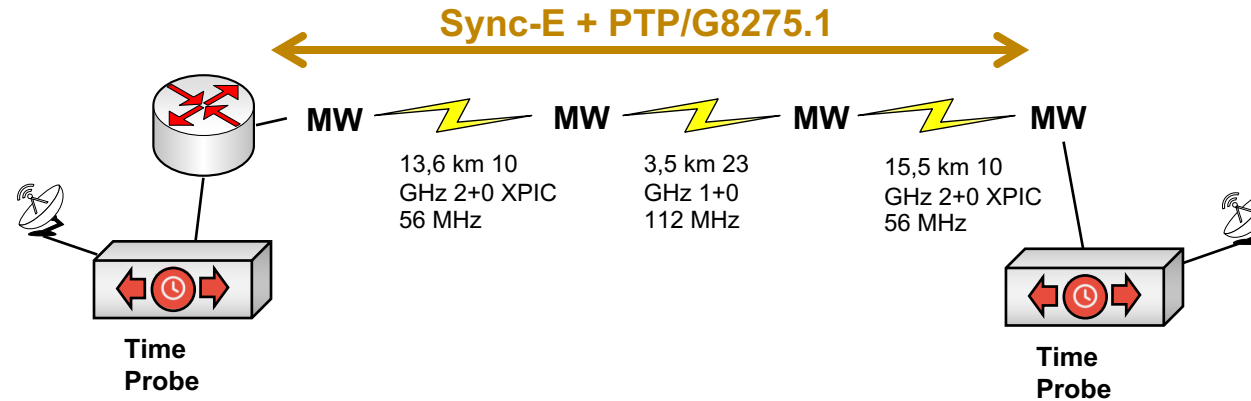 Sync-E + PTP/G8275.1
MW
MW
MW
MW
13,6 km 10
GHz 2+0 XPIC
56 MHz
3,5 km 23
GHz 1+0
112 MHz
15,5 km 10
GHz 2+0 XPIC
56 MHz
Time
Probe
Time
Probe